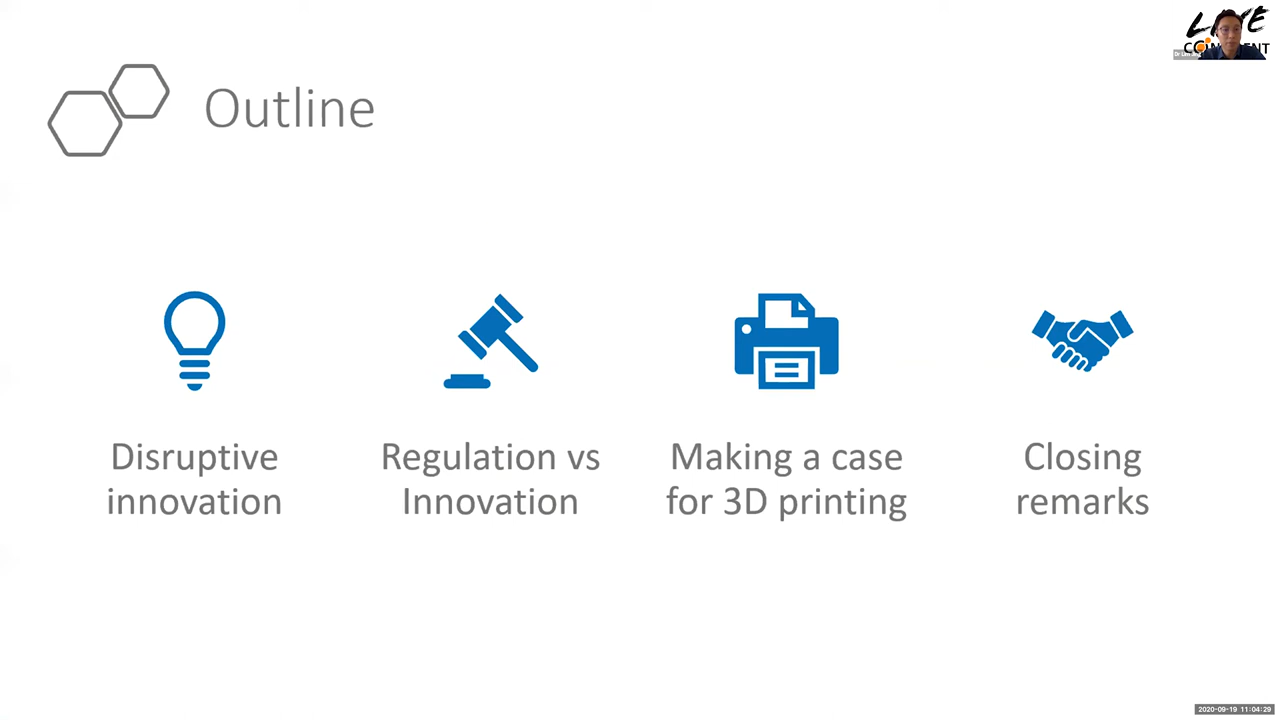 LIVE
Outline
Disruptive
innovation
Regulation vs
Innovation
Making a case
for 3D printing
Closing
remarks
2020-09-19 11:04:29